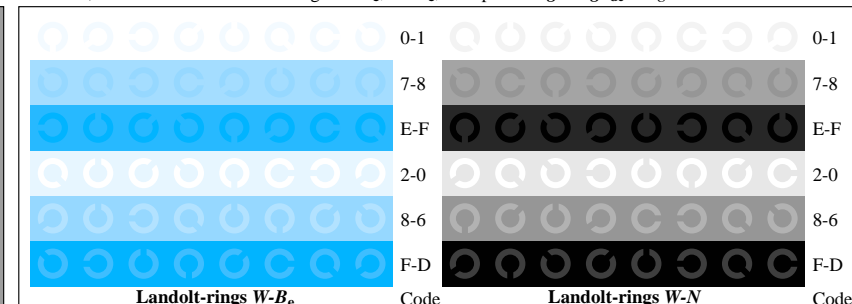 0-1 0-1
7-8 7-8
E-F E-F
2-0 2-0
8-6 8-6
F-D F-D
Landolt-rings W-Be Code Landolt-rings W-N Code